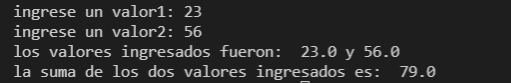 ingrese un valor1: 23
ingrese un valor2: 56
los valores ingresados fueron:  23.0 y 56.0
la suma de los dos valores ingresados es:  79.0